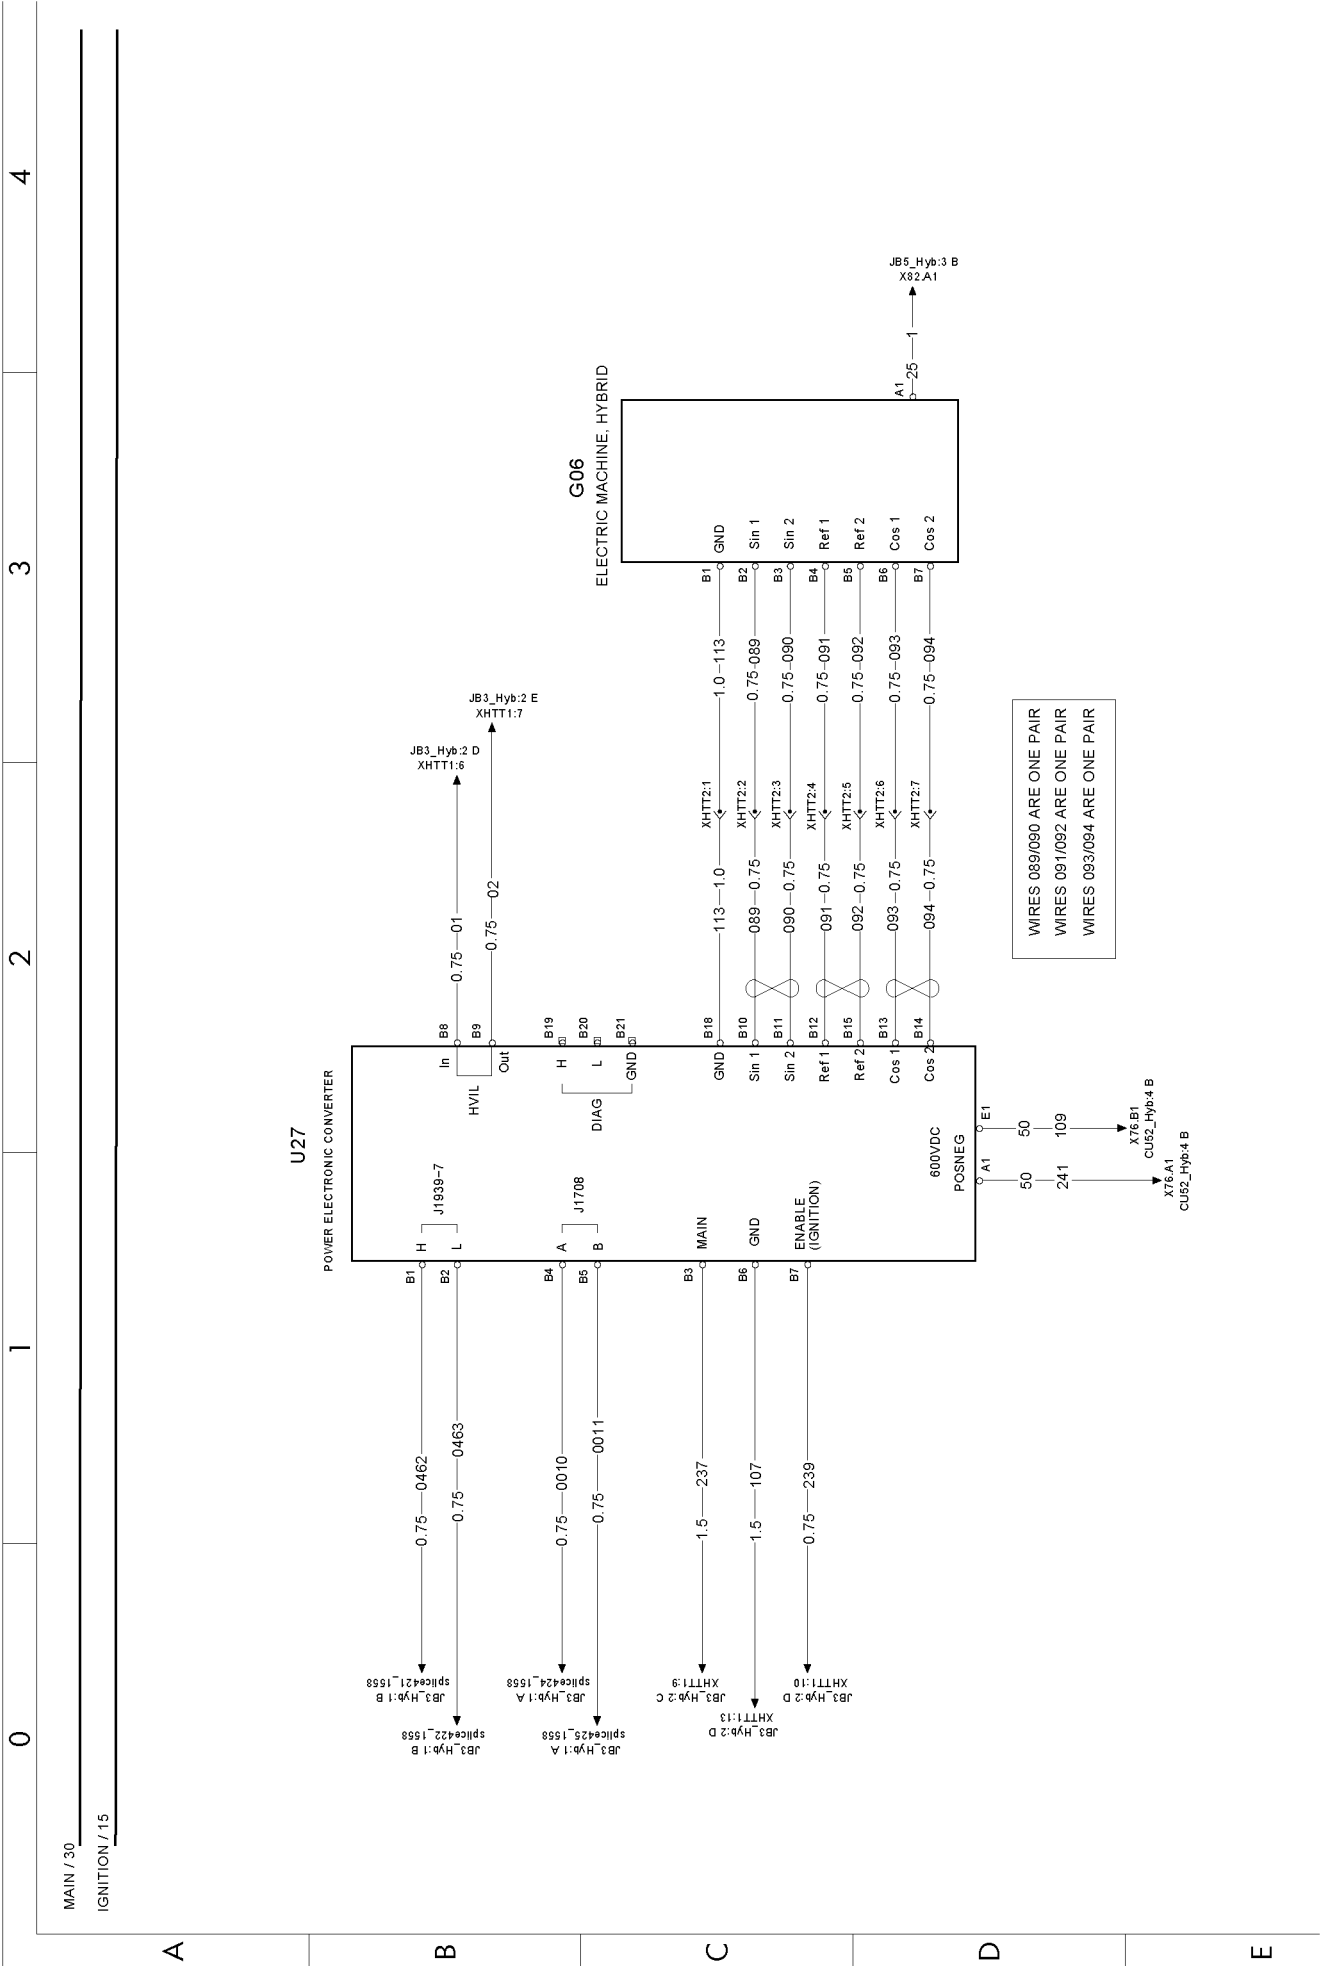 0
1
2
3
4
A
B
C
D
E
MAIN / 30
IGNITION / 15
U27
POWER ELECTRONIC CONVERTER
JB3_Hyb:1 B
splice421_1558
0.75 0462
B1
H
JB3_Hyb:1 B
splice422_1558
0.75 0463
B2
L
J1939-7
JB3_Hyb:1 A
splice424_1558
0.75 0010
B4
A
JB3_Hyb:1 A
splice425_1558
0.75 0011
B5
B
J1708
JB3_Hyb:2 C
XHTT1:9
1.5 237
B3
MAIN
JB3_Hyb:2 D
XHTT1:13
1.5 107
B6
GND
JB3_Hyb:2 D
XHTT1:10
0.75 239
B7
ENABLE
(IGNITION)
HVIL
In
B8
0.75 01
JB3_Hyb:2 D
XHTT1:6
Out
B9
0.75 02
JB3_Hyb:2 E
XHTT1:7
DIAG
H
B19
L
B20
GND
B21
GND
B18
113 1.0
XHTT2:1
1.0 113
B1
GND
Sin 1
B10
089 0.75
XHTT2:2
0.75 089
B2
Sin 1
Sin 2
B11
090 0.75
XHTT2:3
0.75 090
B3
Sin 2
Ref 1
B12
091 0.75
XHTT2:4
0.75 091
B4
Ref 1
Ref 2
B15
092 0.75
XHTT2:5
0.75 092
B5
Ref 2
Cos 1
B13
093 0.75
XHTT2:6
0.75 093
B6
Cos 1
Cos 2
B14
094 0.75
XHTT2:7
0.75 094
B7
Cos 2
600VDC
POSNEG
A1
50
241
X76.A1
CU52_Hyb:4 B
E1
50
109
X76.B1
CU52_Hyb:4 B
G06
ELECTRIC MACHINE, HYBRID
A1
25 1
JB5_Hyb:3 B
X82.A1
WIRES 089/090 ARE ONE PAIR
WIRES 091/092 ARE ONE PAIR
WIRES 093/094 ARE ONE PAIR